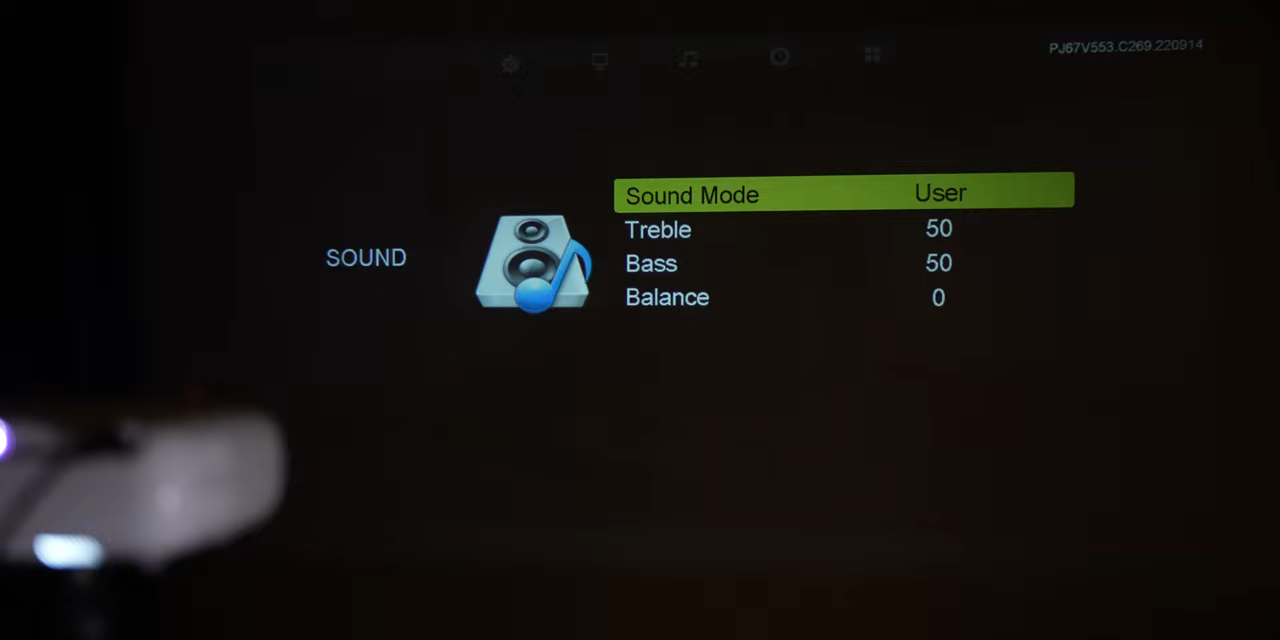 PJ67V553.C269.220914
Sound Mode User
Treble 50
SOUND
Bass 50
Balance 0